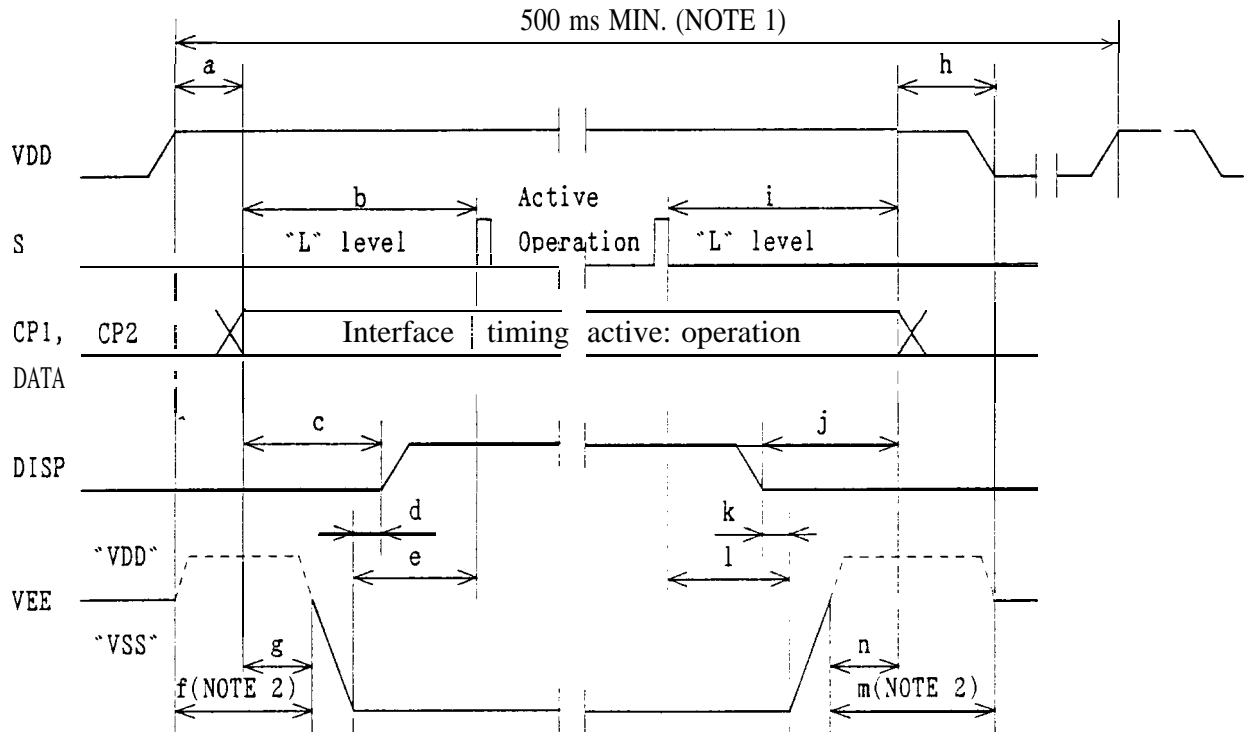 500 ms MIN. (NOTE 1)
a
h
VDD
b
Active
i
S
"L" level
Operation
"L" level
CP1, CP2
Interface timing active: operation
DATA
c
j
DISP
d
k
"VDD"
e
l
VEE
"VSS"
g
n
f(NOTE 2)
m(NOTE 2)